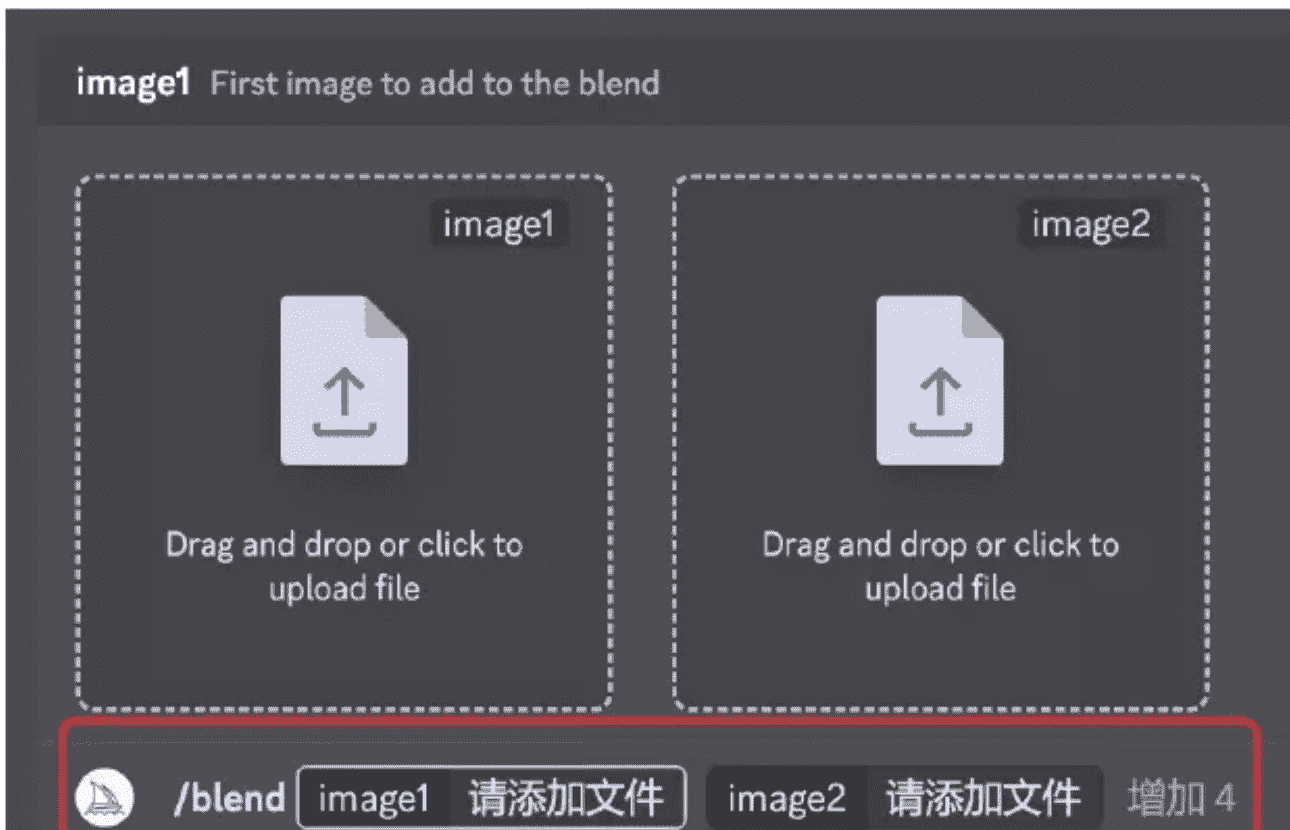 image1 First image to add to the blend
image1
image2
Drag and drop or click to
upload file
Drag and drop or click to
upload file
/blend image1 请添加文件 image2 请添加文件 增加 4